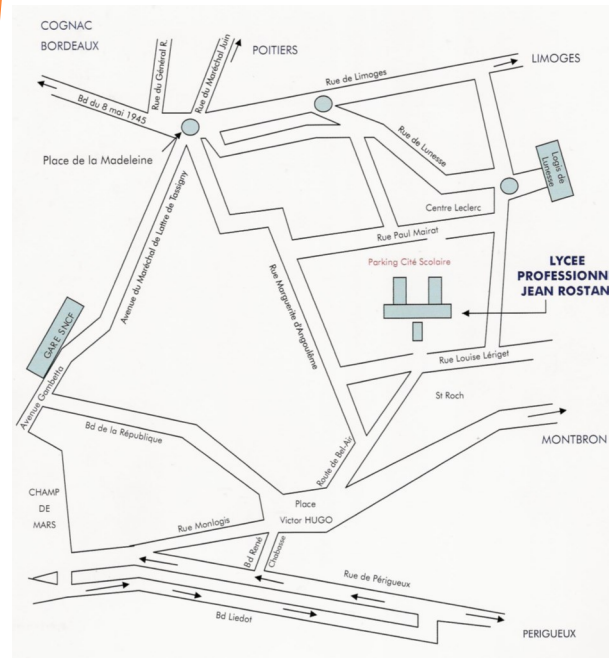 COGNAC
BORDEAUX
Rue du Général R.
Rue du Maréchal Juin
POITIERS
Rue de Limoges
LIMOGES
Bd du 8 mai 1945
Place de la Madeleine
Rue de Lunesse
Logis de
Lunesse
Centre Leclerc
Avenue du Maréchal de Lattre de Tassigny
Rue Paul Mairat
Parking Cité Scolaire
LYCEE
PROFESSIONN
JEAN ROSTAN
Rue Marguerite d'Angoulême
GARE SNCF
Rue Louise Lériget
Avenue Gambetta
St Roch
Bd de la République
MONTBRON
Route de Bel-Air
CHAMP
DE
MARS
Place
Victor HUGO
Rue Monlogis
Bd René
Chabasse
Rue de Périgueux
Bd Liedot
PERIGUEUX